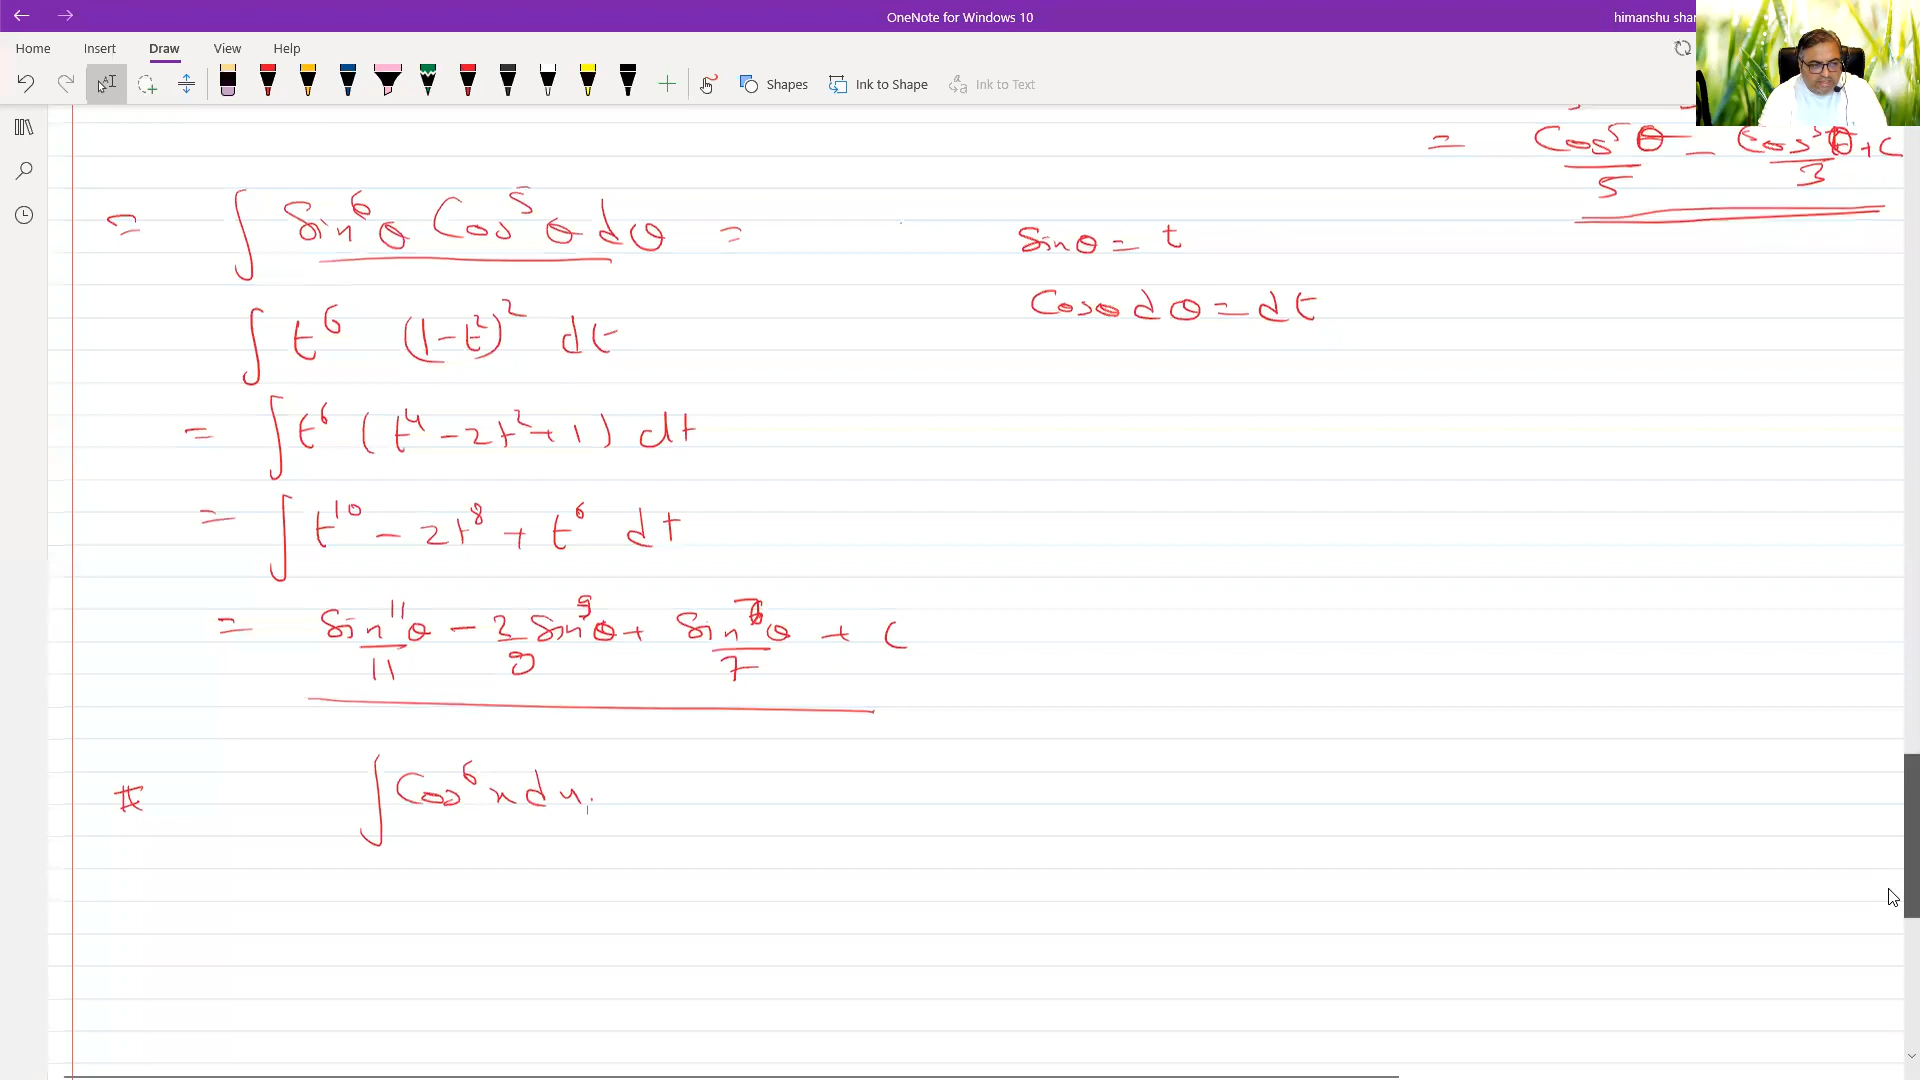 OneNote for Windows 10
himanshu shar
Home Insert Draw View Help
Shapes Ink to Shape Ink to Text
= Cos⁵θ/5 - Cos³θ/3 + C
= ∫ Sin⁶θ Cos⁵θ dθ =
Sinθ = t
Cosθ dθ = dt
∫ t⁶ (1-t²)² dt
= ∫ t⁶ (t⁴ - 2t² + 1) dt
= ∫ t¹⁰ - 2t⁸ + t⁶ dt
= Sin¹¹θ/11 - 2/9 Sin⁹θ + Sin⁷θ/7 + C
# ∫ Cos⁶x dx.